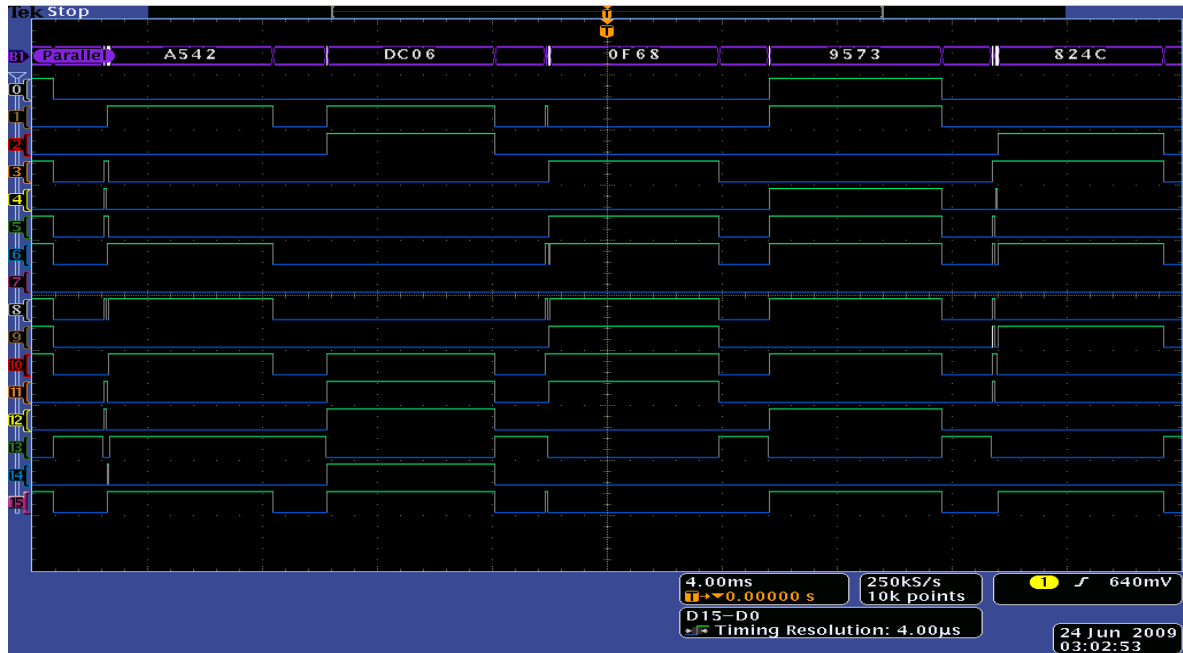 Tek Stop
T
T
B1 Parallel A542 DC06 0F68 9573 824C
0
1
2
3
4
5
6
7
8
9
10
11
12
13
14
15
4.00ms 250kS/s 1 640mV
T→▼0.00000 s 10k points
D15-D0
Timing Resolution: 4.00µs
24 Jun 2009
03:02:53